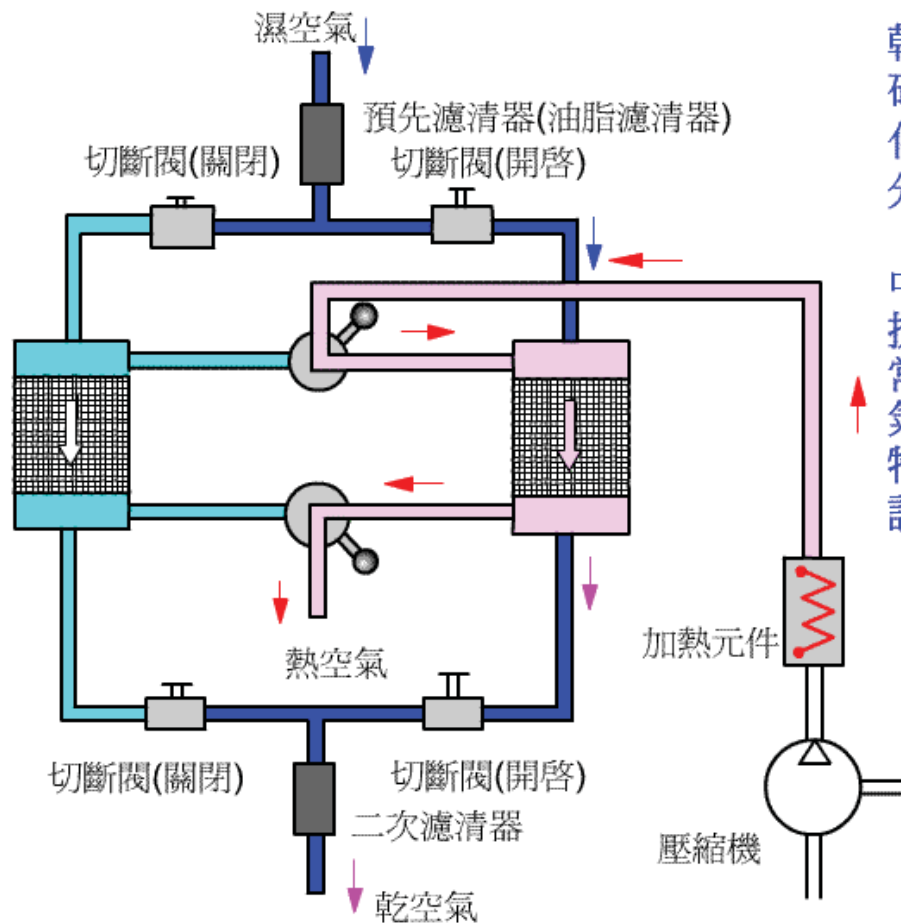 濕空氣
預先濾清器(油脂濾清器)
切斷閥(關閉)
切斷閥(開啓)
加熱元件
熱空氣
切斷閥(關閉)
切斷閥(開啓)
二次濾清器
壓縮機
乾空氣